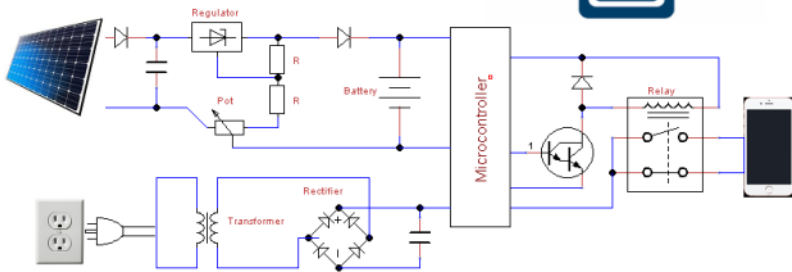 Regulator
R
R
Pot
Battery
Microcontroller
1
Relay
Rectifier
Transformer
+
-